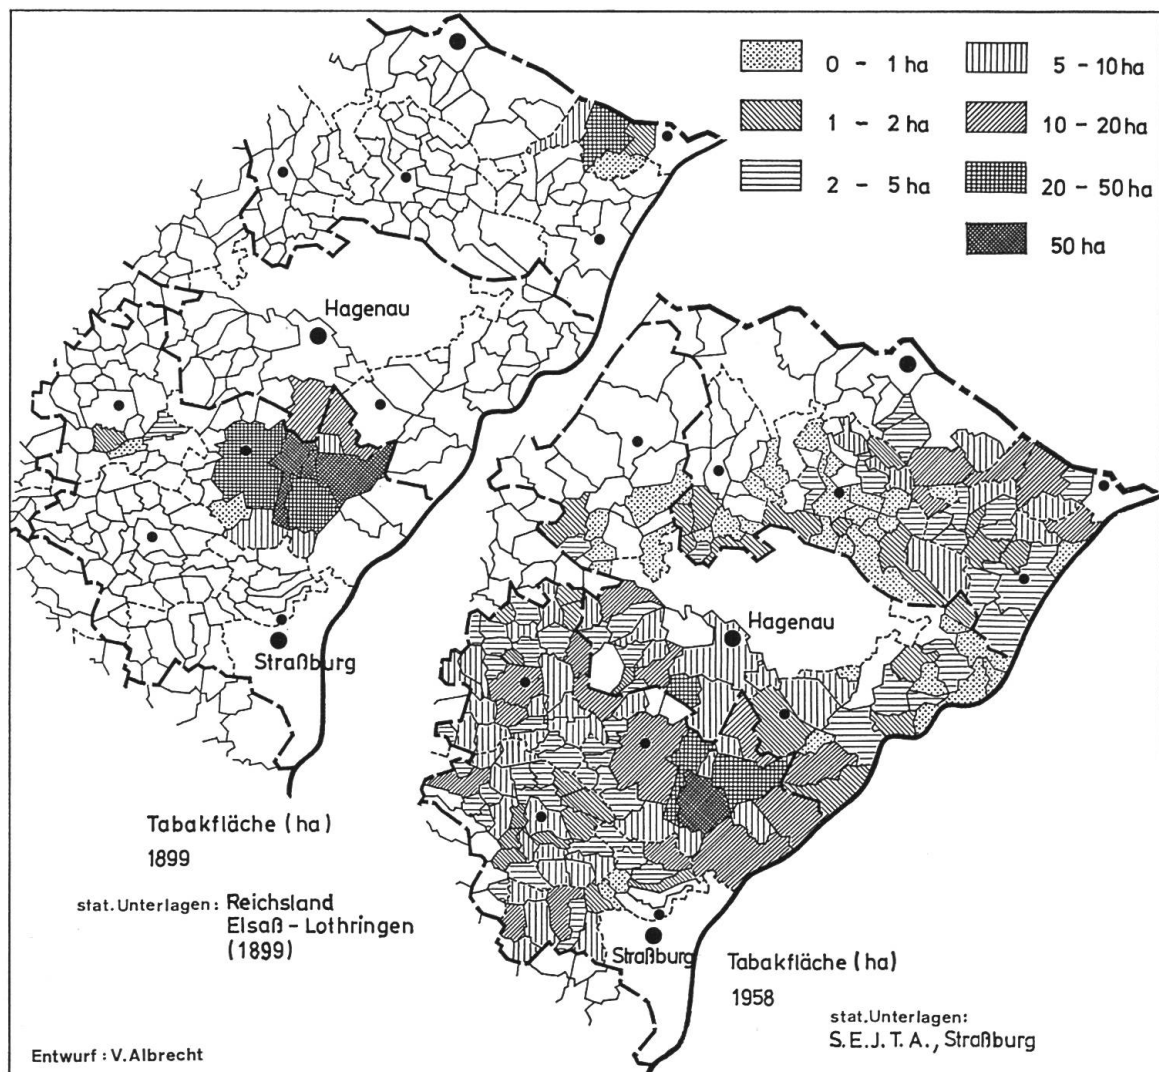 0 - 1 ha
1 - 2 ha
2 - 5 ha
5 - 10 ha
10 - 20 ha
20 - 50 ha
50 ha
Hagenau
Straßburg
Tabakfläche (ha)
1899
stat. Unterlagen: Reichsland
Elsaß - Lothringen
(1899)
Hagenau
Straßburg
Tabakfläche (ha)
1958
stat. Unterlagen:
S.E.J.T.A., Straßburg
Entwurf : V. Albrecht